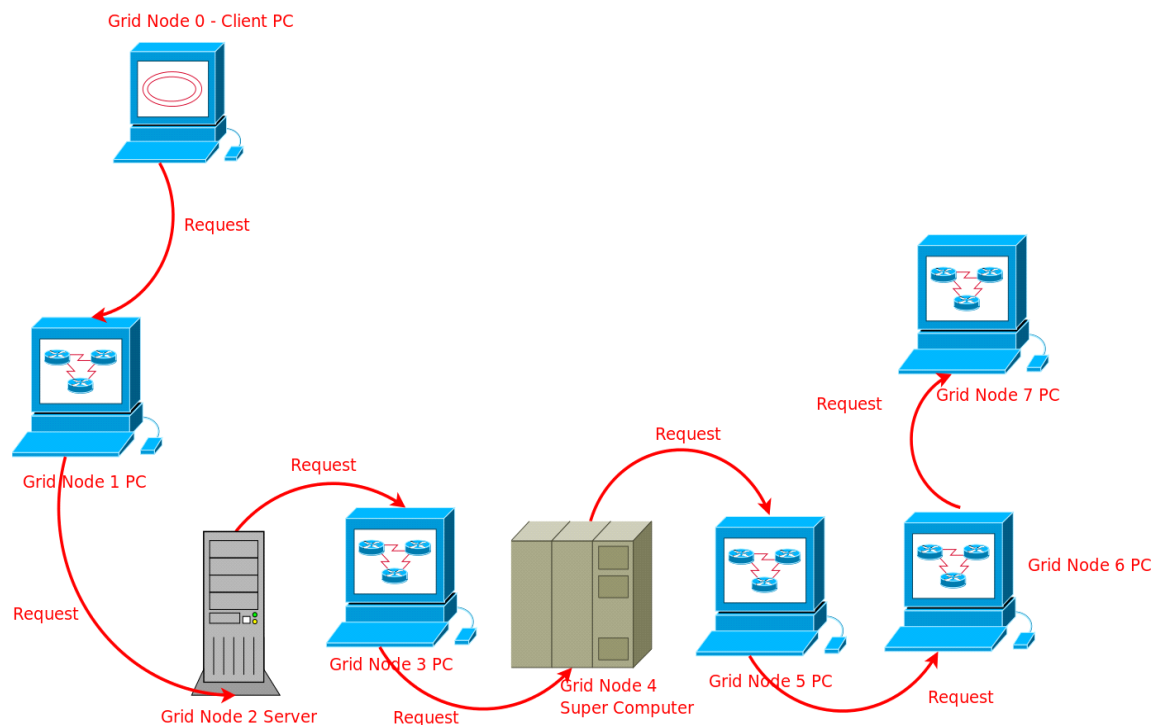 Grid Node 0 - Client PC
Request
Grid Node 1 PC
Request
Grid Node 2 Server
Request
Grid Node 3 PC
Request
Grid Node 4
Super Computer
Request
Grid Node 5 PC
Request
Grid Node 6 PC
Request
Grid Node 7 PC